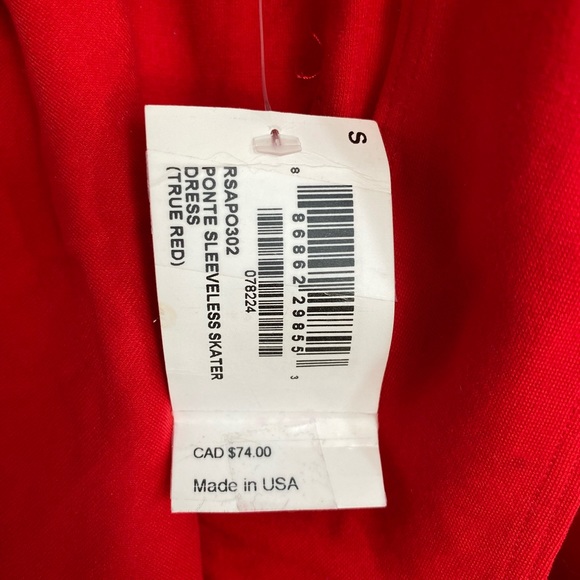 S
8 86862 29855 3
078224
RSAPO302
PONTE SLEEVELESS SKATER
DRESS
(TRUE RED)
CAD $74.00
Made in USA